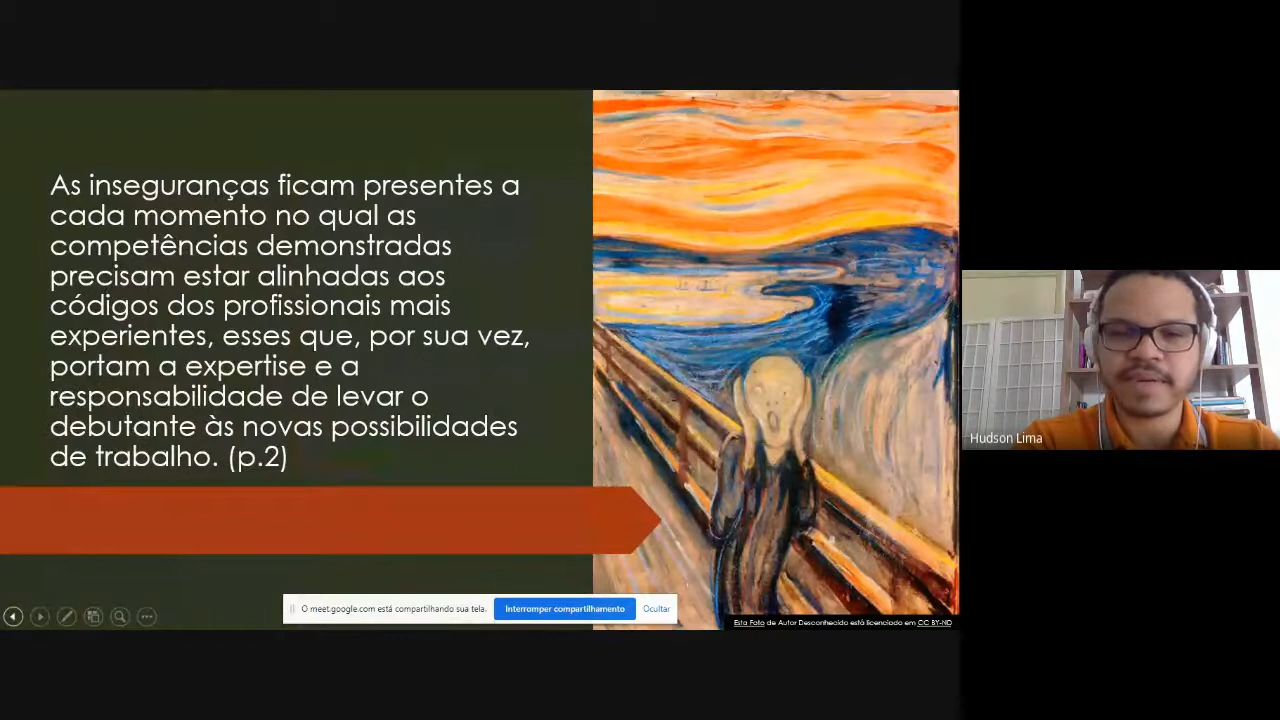 As inseguranças ficam presentes a
cada momento no qual as
competências demonstradas
precisam estar alinhadas aos
códigos dos profissionais mais
experientes, esses que, por sua vez,
portam a expertise e a
responsabilidade de levar o
debutante às novas possibilidades
de trabalho. (p.2)
Hudson Lima
O meet.google.com está compartilhando sua tela.
Interromper compartilhamento
Ocultar
Esta Foto de Autor Desconhecido está licenciado em CC BY-ND